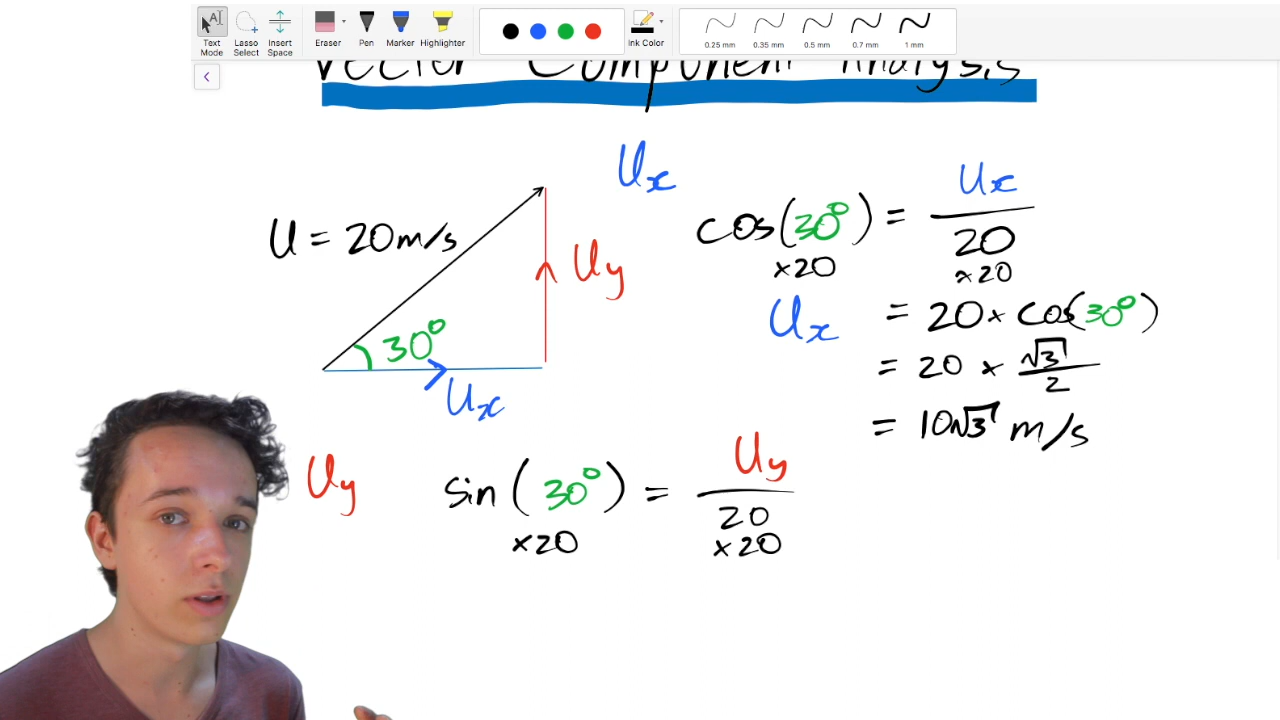 Text Mode
Lasso Select
Insert Space
Eraser
Pen
Marker
Highlighter
Ink Color
0.25 mm
0.35 mm
0.5 mm
0.7 mm
1 mm
Vector Component Analysis
Ux
U = 20m/s
Uy
30°
Ux
cos(30°) = Ux/20
×20 ×20
Ux = 20 × cos(30°)
= 20 × √3/2
= 10√3 m/s
Uy
sin(30°) = Uy/20
×20 ×20